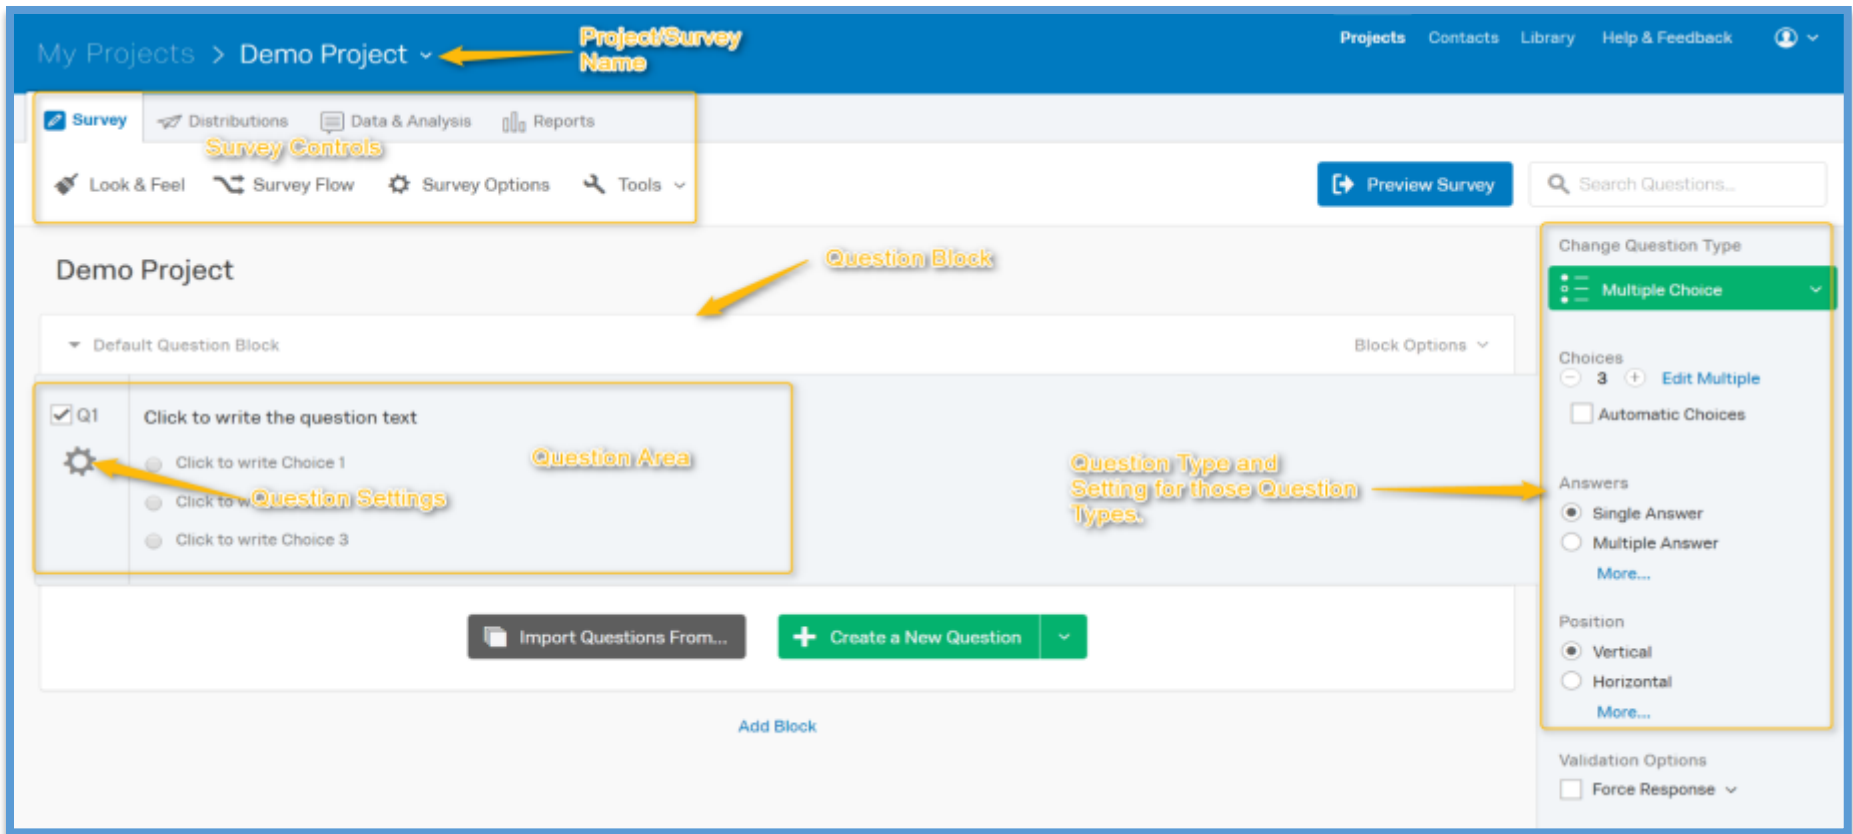 My Projects > Demo Project
Project/Survey
Name
Projects Contacts Library Help & Feedback
Survey Distributions Data & Analysis Reports
Survey Controls
Look & Feel Survey Flow Survey Options Tools
Preview Survey
Search Questions...
Demo Project
Question Block
Default Question Block
Block Options
Q1 Click to write the question text
Click to write Choice 1
Click to w
Click to write Choice 3
Question Area
Question Settings
Question Type and
Setting for those Question
Types.
Import Questions From...
Create a New Question
Add Block
Change Question Type
Multiple Choice
Choices
3 Edit Multiple
Automatic Choices
Answers
Single Answer
Multiple Answer
More...
Position
Vertical
Horizontal
More...
Validation Options
Force Response